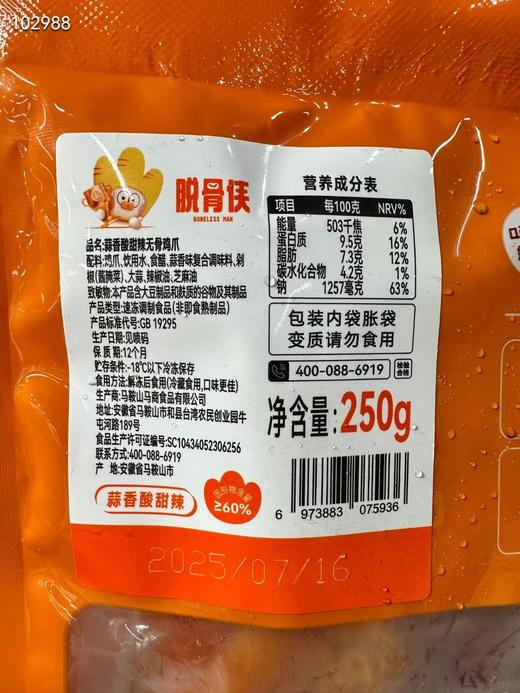 102988
脱骨侠
BONELESS MAN
品名:蒜香酸甜辣无骨鸡爪
配料:鸡爪、饮用水、食醋、蒜香味复合调味料、剁
椒(酱腌菜)、大蒜、辣椒油、芝麻油
致敏物:本产品含大豆制品和麸质的谷物及其制品
产品类型:速冻调制食品(非即食熟制品)
产品标准代号:GB 19295
生产日期:见喷码
保 质 期:12个月
贮存条件:-18℃以下冷冻保存
食用方法:解冻后食用(冷藏食用,口味更佳)
生产商:马鞍山马商食品有限公司
地址:安徽省马鞍山市和县台湾农民创业园牛
屯河路189号
食品生产许可证编号:SC10434052306256
联系方式:400-088-6919
产 地:安徽省马鞍山市
蒜香酸甜辣
固形物含量
≥60%
营养成分表
项目 每100克 NRV%
能量 503千焦 6%
蛋白质 9.5克 16%
脂肪 7.3克 12%
碳水化合物 4.2克 1%
钠 1257毫克 63%
包装内袋胀袋
变质请勿食用
400-088-6919
检验
合格
净含量:250g
6 973883 075936
2025/07/16